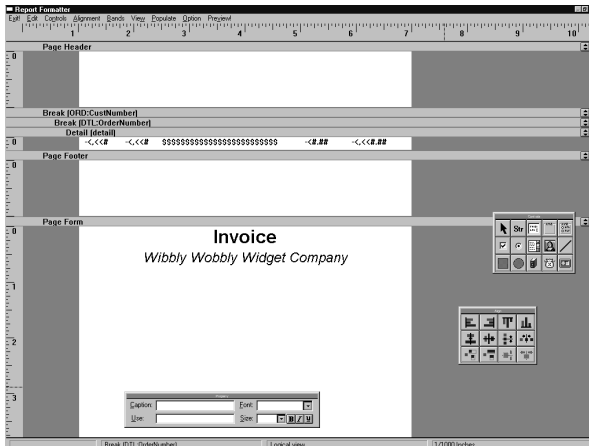 Report Formatter
Exit! Edit Controls Alignment Bands View Populate Option Preview!
1 2 3 4 5 6 7 8 9 10
Page Header
0
Break (ORD:CustNumber)
Break (DTL:OrderNumber)
Detail (detail)
0 -<,<<# -<,<<# $$$$$$$$$$$$$$$$$$$$$$$$$$ -<#.## -<,<<#.##
Page Footer
0
Page Form
0
Invoice
Wibbly Wobbly Widget Company
Str
1
2
3
Caption: Font:
Use: Size: B I U
Break (DTL:OrderNumber) Logical view 1/1000 Inches